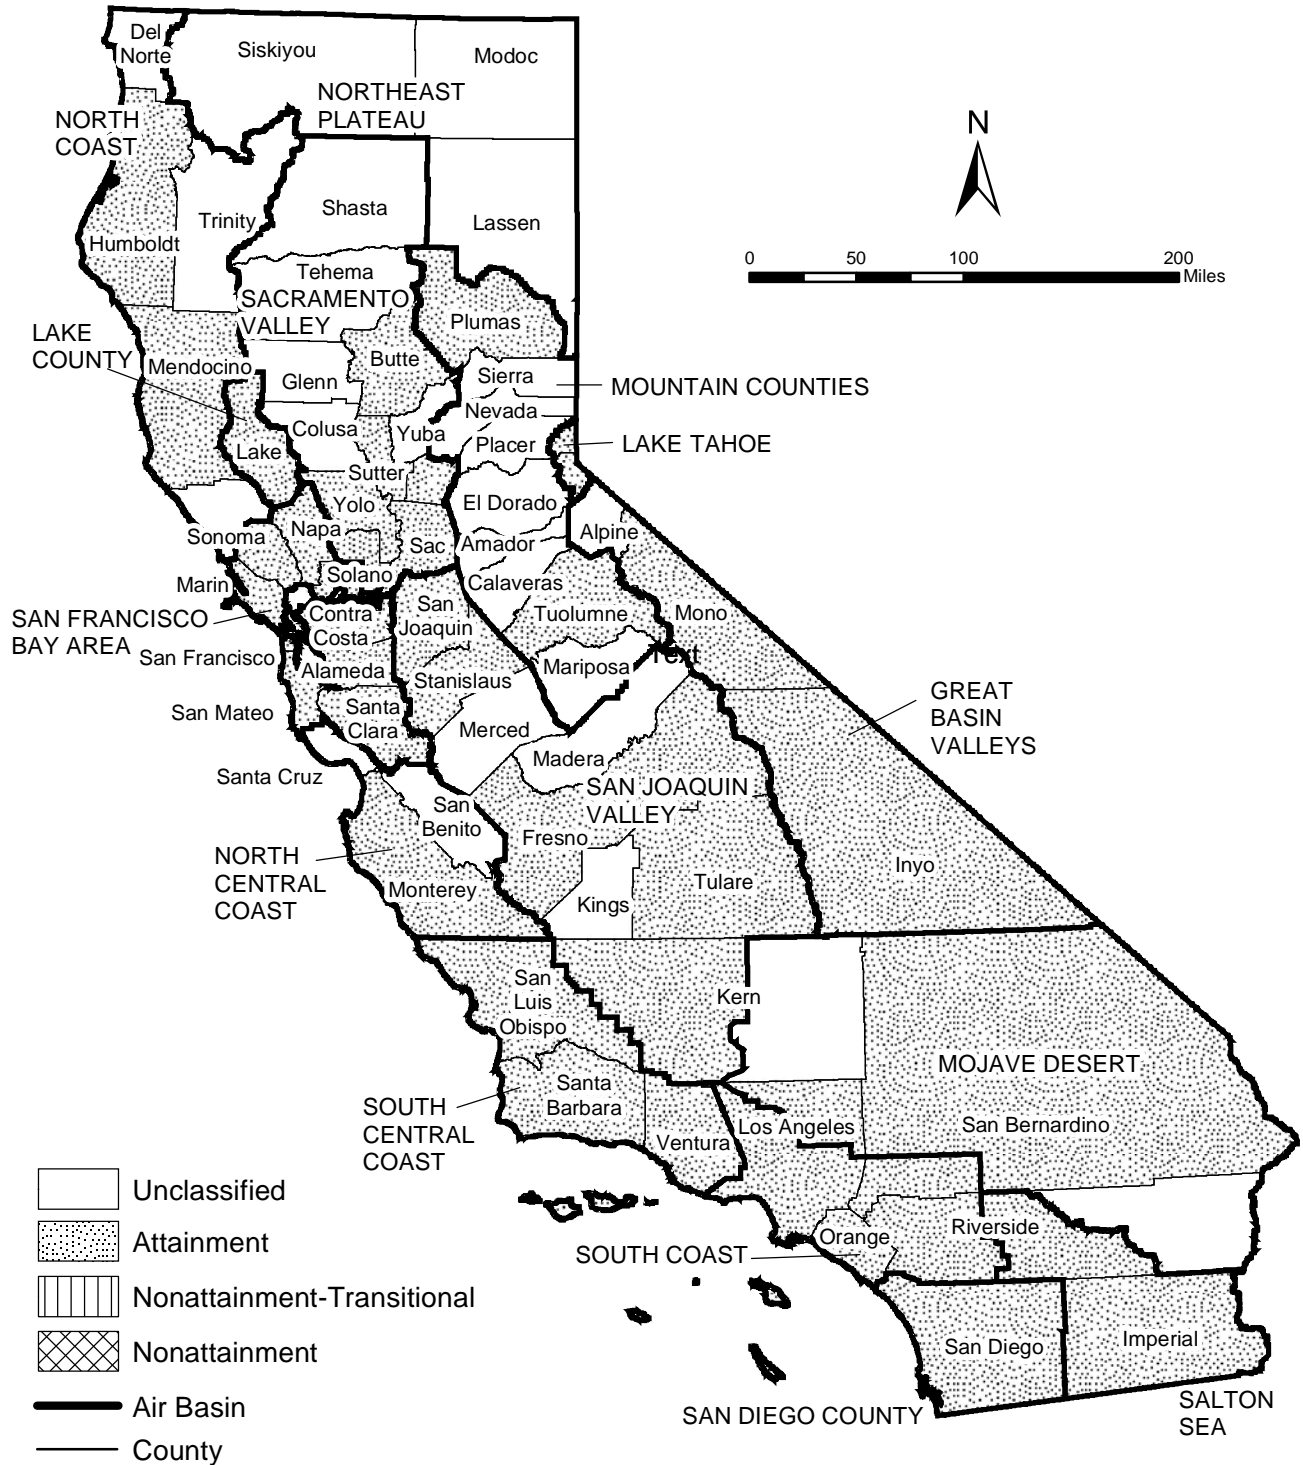 Del
Norte
Siskiyou
Modoc
NORTHEAST
PLATEAU
NORTH
COAST
N
Trinity
Shasta
Lassen
Humboldt
0
50
100
200
Miles
Tehema
SACRAMENTO
VALLEY
Plumas
LAKE
COUNTY
Mendocino
Butte
Glenn
Sierra
MOUNTAIN COUNTIES
Nevada
Colusa
Yuba
Placer
LAKE TAHOE
Lake
Sutter
El Dorado
Yolo
Napa
Sonoma
Sac
Amador
Alpine
Marin
Solano
Calaveras
SAN FRANCISCO
BAY AREA
Contra
Costa
San
Joaquin
Tuolumne
Mono
San Francisco
Alameda
Stanislaus
Mariposa
Text
San Mateo
Santa
Clara
Merced
GREAT
BASIN
VALLEYS
Santa Cruz
Madera
SAN JOAQUIN
VALLEY
San
Benito
Fresno
NORTH
CENTRAL
COAST
Monterey
Kings
Tulare
Inyo
San
Luis
Obispo
Kern
MOJAVE DESERT
Santa
Barbara
SOUTH
CENTRAL
COAST
Ventura
Los Angeles
San Bernardino
Riverside
Orange
SOUTH COAST
San Diego
Imperial
SAN DIEGO COUNTY
SALTON
SEA
Unclassified
Attainment
Nonattainment-Transitional
Nonattainment
Air Basin
County